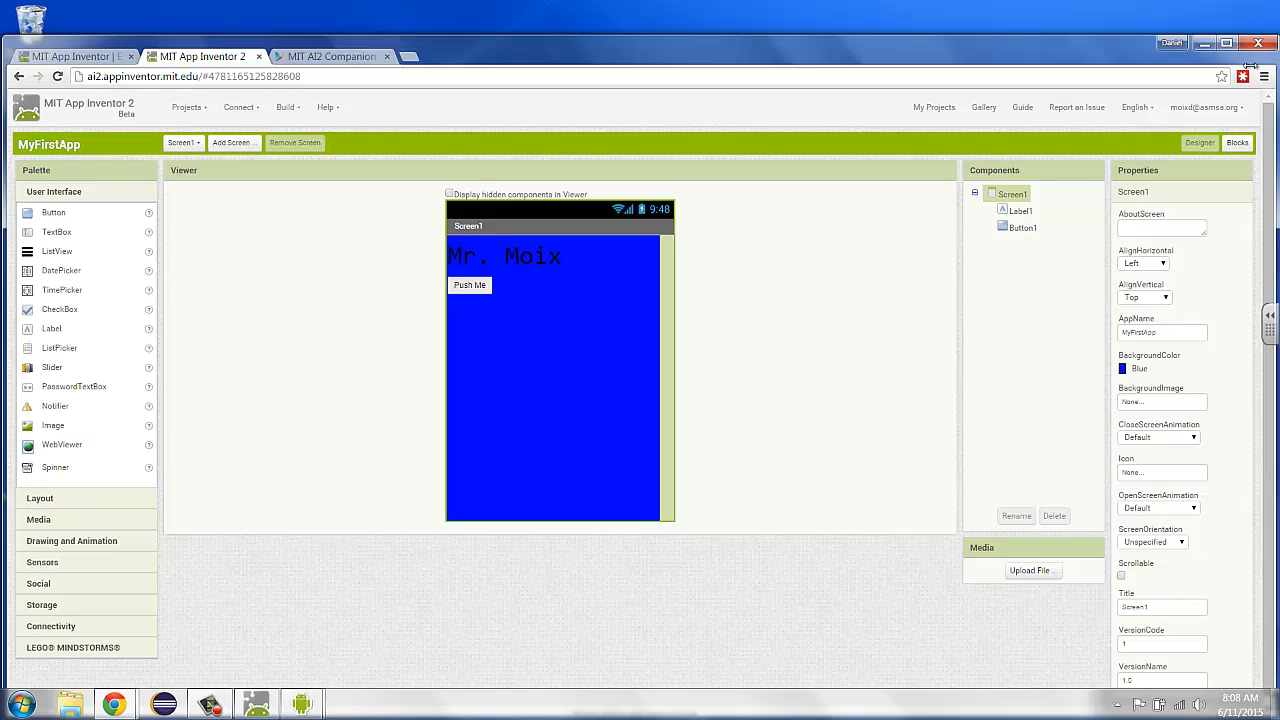 Daniel
MIT App Inventor | E
MIT App Inventor 2
MIT AI2 Companion
ai2.appinventor.mit.edu/#4781165125828608
MIT App Inventor 2
Beta
Projects
Connect
Build
Help
My Projects
Gallery
Guide
Report an Issue
English
moixd@asmsa.org
MyFirstApp
Screen1
Add Screen ...
Remove Screen
Designer
Blocks
Palette
User Interface
Button
TextBox
ListView
DatePicker
TimePicker
CheckBox
Label
ListPicker
Slider
PasswordTextBox
Notifier
Image
WebViewer
Spinner
Layout
Media
Drawing and Animation
Sensors
Social
Storage
Connectivity
LEGO® MINDSTORMS®
Viewer
Display hidden components in Viewer
9:48
Screen1
Mr. Moix
Push Me
Components
Screen1
Label1
Button1
Rename
Delete
Media
Upload File ...
Properties
Screen1
AboutScreen
AlignHorizontal
Left
AlignVertical
Top
AppName
MyFirstApp
BackgroundColor
Blue
BackgroundImage
None...
CloseScreenAnimation
Default
Icon
None...
OpenScreenAnimation
Default
ScreenOrientation
Unspecified
Scrollable
Title
Screen1
VersionCode
1
VersionName
1.0
8:08 AM
6/11/2015